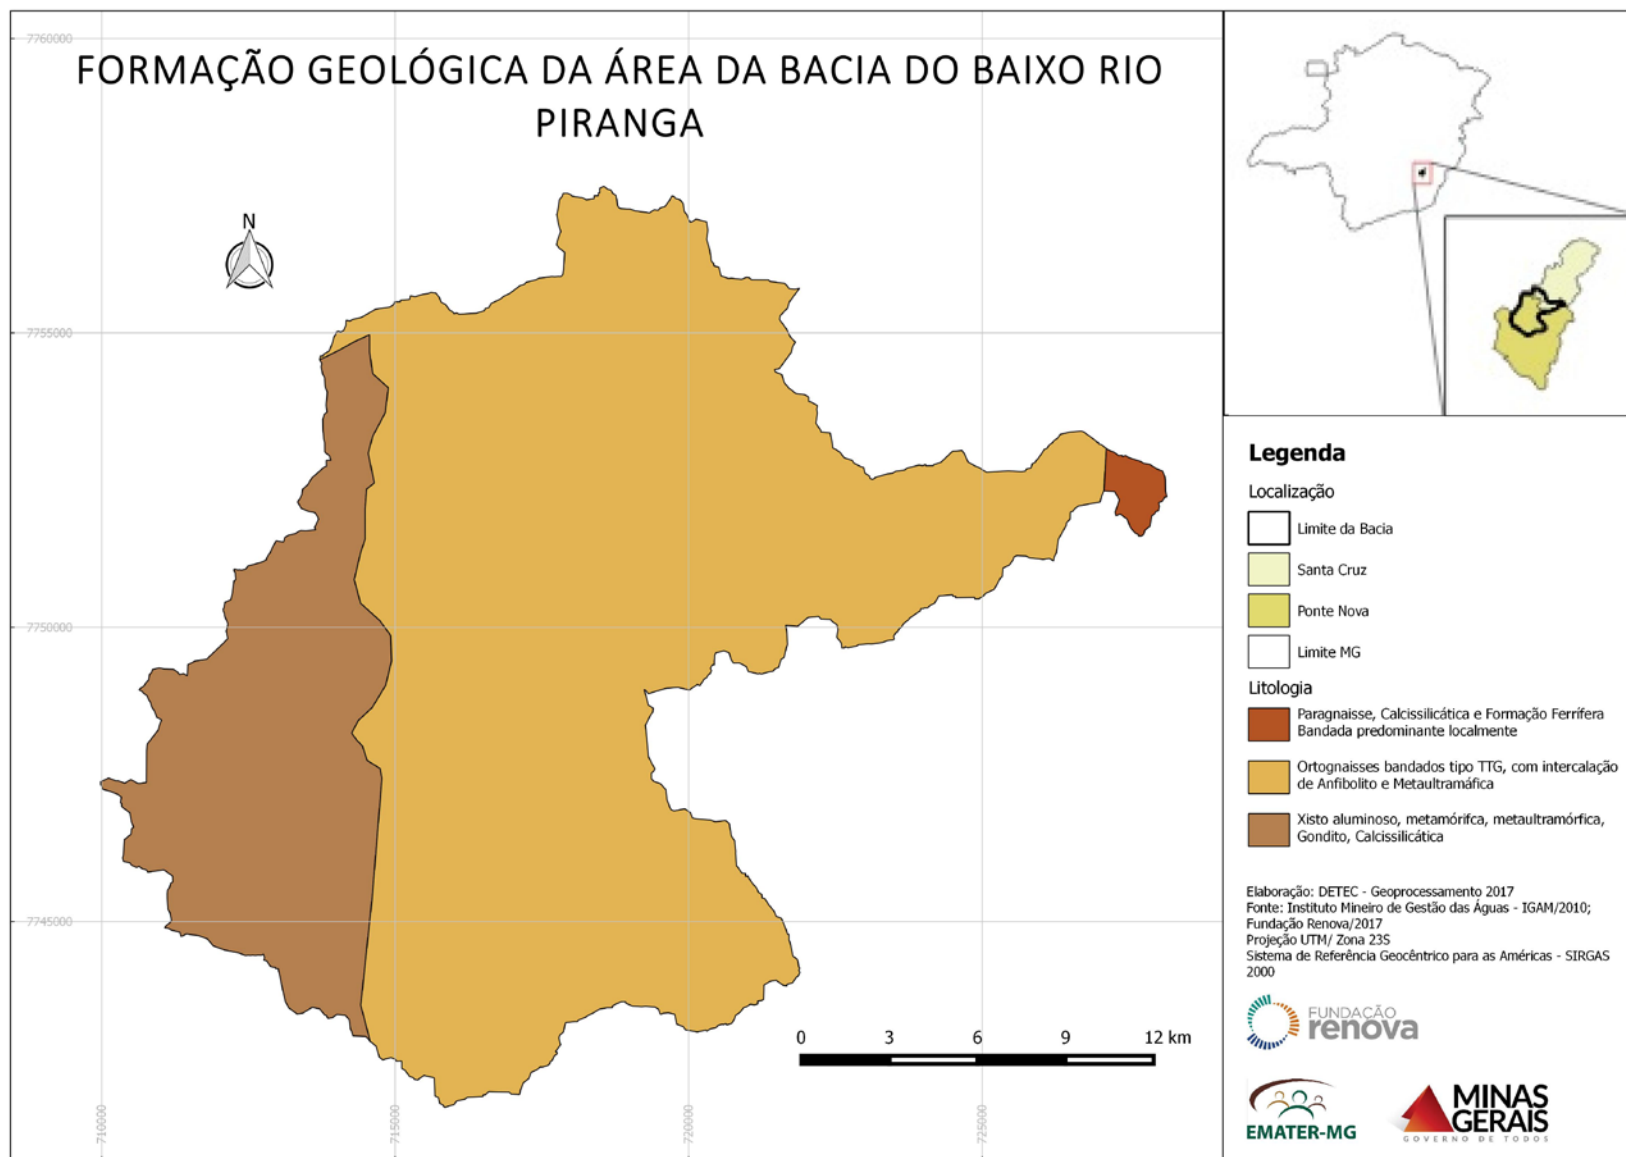 FORMAÇÃO GEOLÓGICA DA ÁREA DA BACIA DO BAIXO RIO
PIRANGA
7760000
7755000
7750000
7745000
710000
715000
720000
725000
N
0 3 6 9 12 km
Legenda
Localização
Limite da Bacia
Santa Cruz
Ponte Nova
Limite MG
Litologia
Paragnaisse, Calcissilicática e Formação Ferrífera
Bandada predominante localmente
Ortognaisses bandados tipo TTG, com intercalação
de Anfibolito e Metaultramáfica
Xisto aluminoso, metamórifca, metaultramórfica,
Gondito, Calcissilicática
Elaboração: DETEC - Geoprocessamento 2017
Fonte: Instituto Mineiro de Gestão das Águas - IGAM/2010;
Fundação Renova/2017
Projeção UTM/ Zona 23S
Sistema de Referência Geocêntrico para as Américas - SIRGAS
2000
FUNDAÇÃO
renova
EMATER-MG
MINAS
GERAIS
GOVERNO DE TODOS